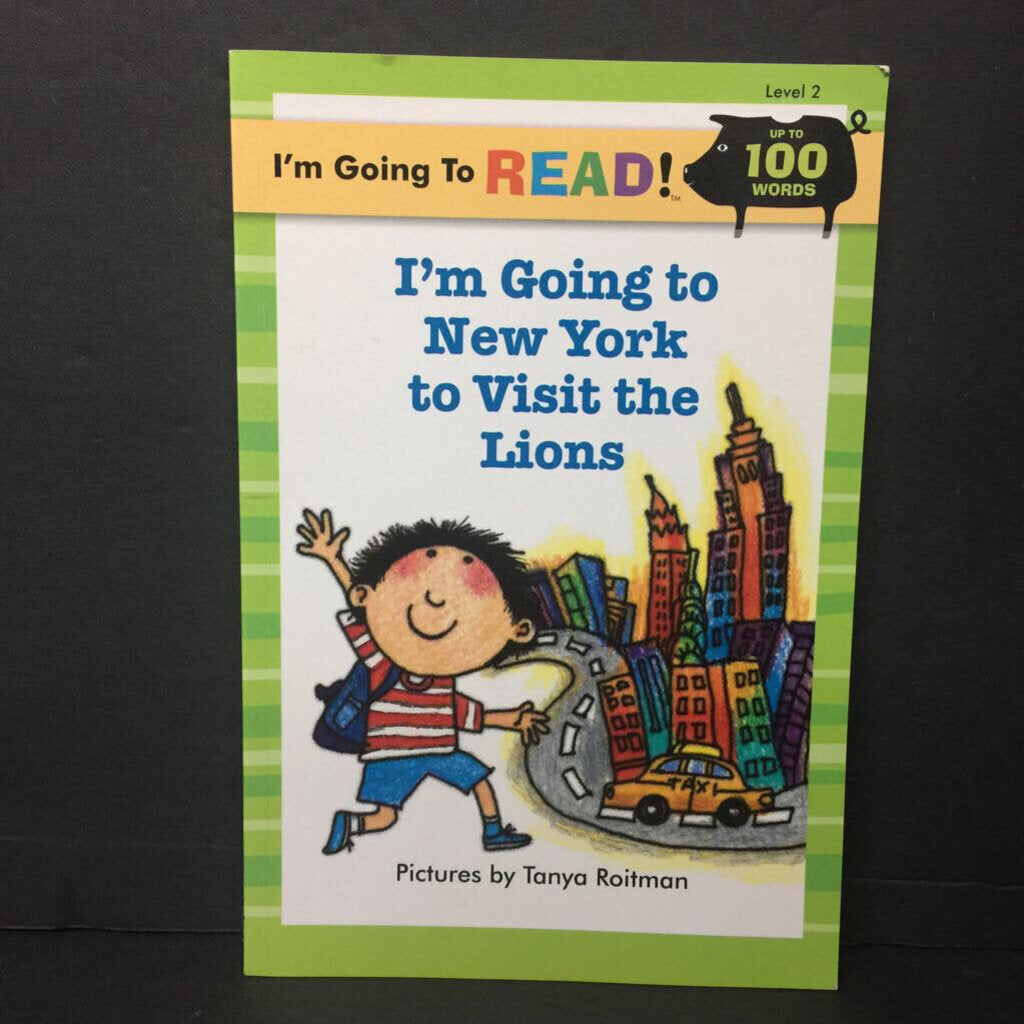 Level 2
I'm Going To READ!™
UP TO
100
WORDS
I'm Going to
New York
to Visit the
Lions
TAXI
Pictures by Tanya Roitman